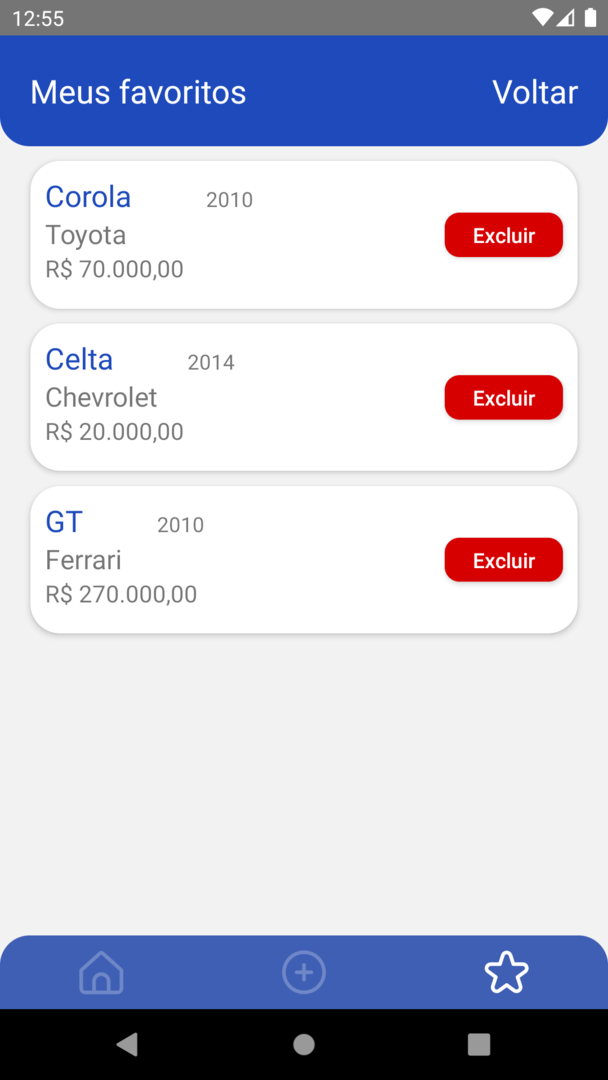 12:55
Meus favoritos Voltar
Corola 2010
Toyota
R$ 70.000,00
Excluir
Celta 2014
Chevrolet
R$ 20.000,00
Excluir
GT 2010
Ferrari
R$ 270.000,00
Excluir